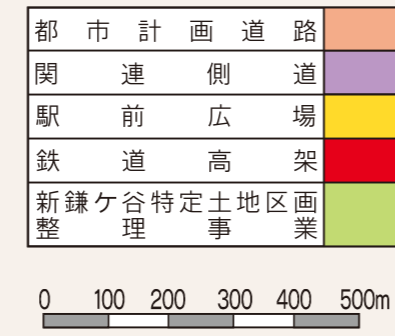 都市計画道路
関連側道
駅前広場
鉄道高架
新鎌ケ谷特定土地区画
整理事業
0 100 200 300 400 500m